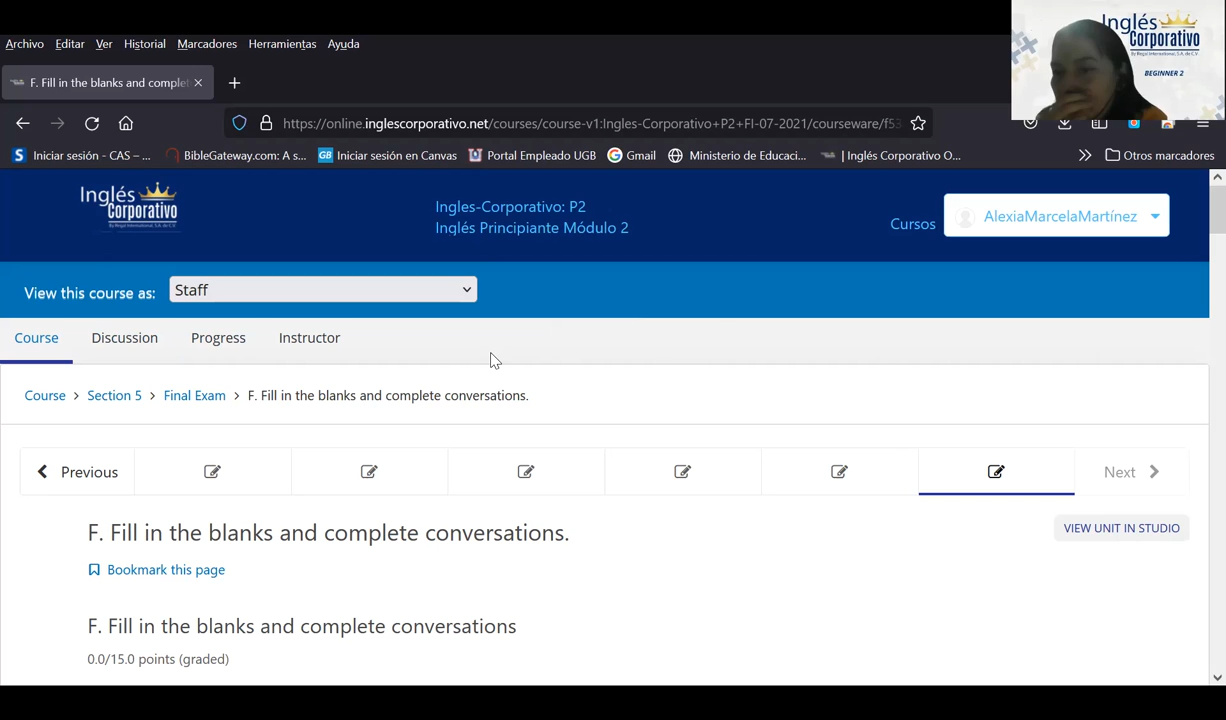 Archivo Editar Ver Historial Marcadores Herramientas Ayuda
Inglés
Corporativo
BEGINNER 2
F. Fill in the blanks and complet
https://online.inglescorporativo.net/courses/course-v1:Ingles-Corporativo+P2+FI-07-2021/courseware/f53
Iniciar sesión - CAS – ... BibleGateway.com: A s... GB Iniciar sesión en Canvas Portal Empleado UGB Gmail Ministerio de Educaci... | Inglés Corporativo O... Otros marcadores
Inglés
Corporativo
Ingles-Corporativo: P2
Inglés Principiante Módulo 2
Cursos AlexiaMarcelaMartínez
View this course as: Staff
Course Discussion Progress Instructor
Course > Section 5 > Final Exam > F. Fill in the blanks and complete conversations.
Previous Next
F. Fill in the blanks and complete conversations.
VIEW UNIT IN STUDIO
Bookmark this page
F. Fill in the blanks and complete conversations
0.0/15.0 points (graded)